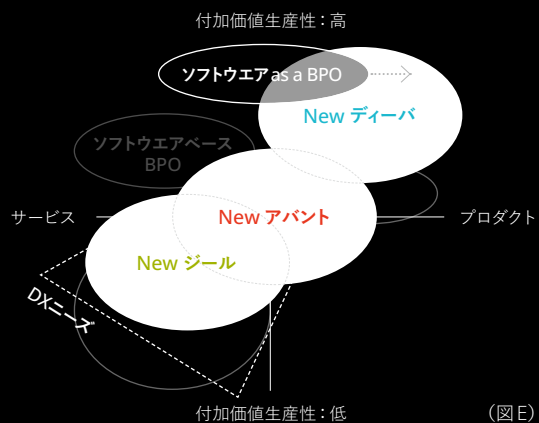 付加価値生産性：高
ソフトウエアas a BPO
New ディーバ
ソフトウエアベース
BPO
サービス
New アバント
プロダクト
New ジール
DXニーズ
付加価値生産性：低
（図E）